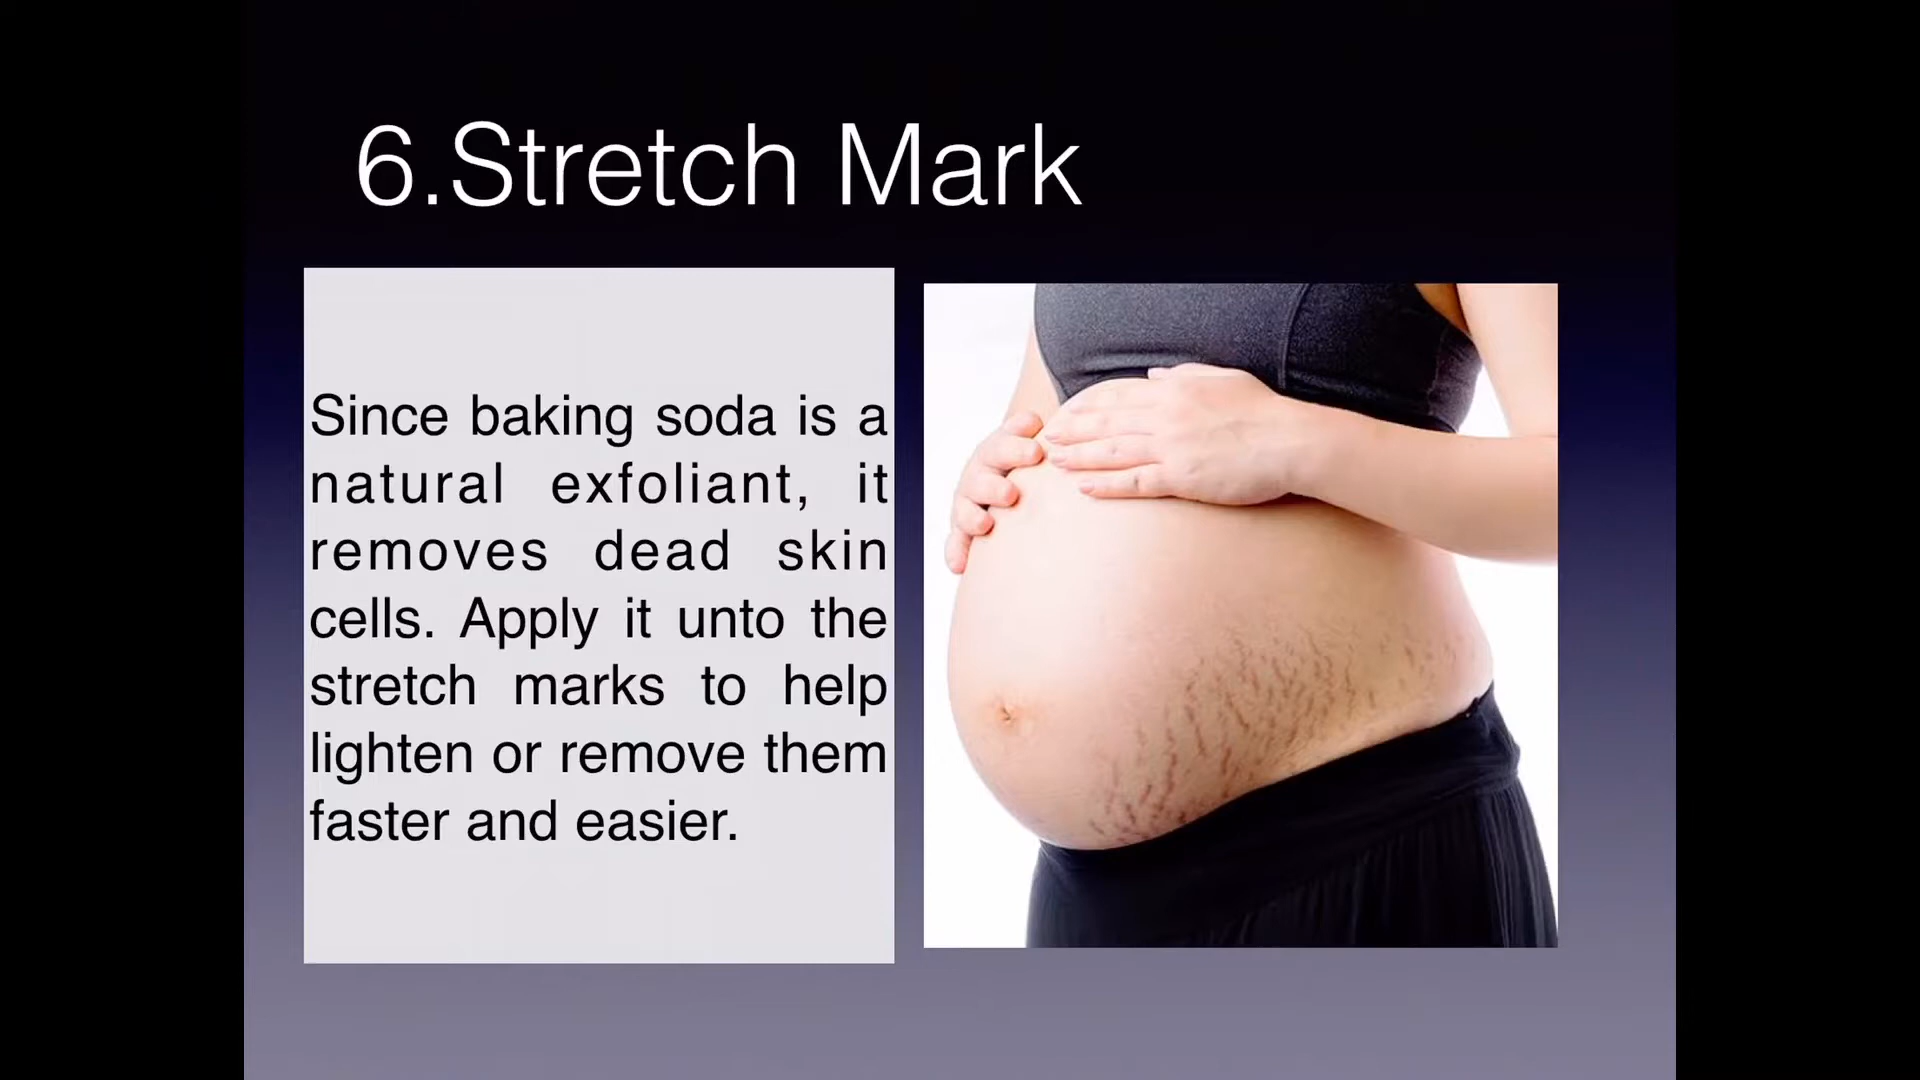 6.Stretch Mark
Since baking soda is a
natural exfoliant, it
removes dead skin
cells. Apply it unto the
stretch marks to help
lighten or remove them
faster and easier.